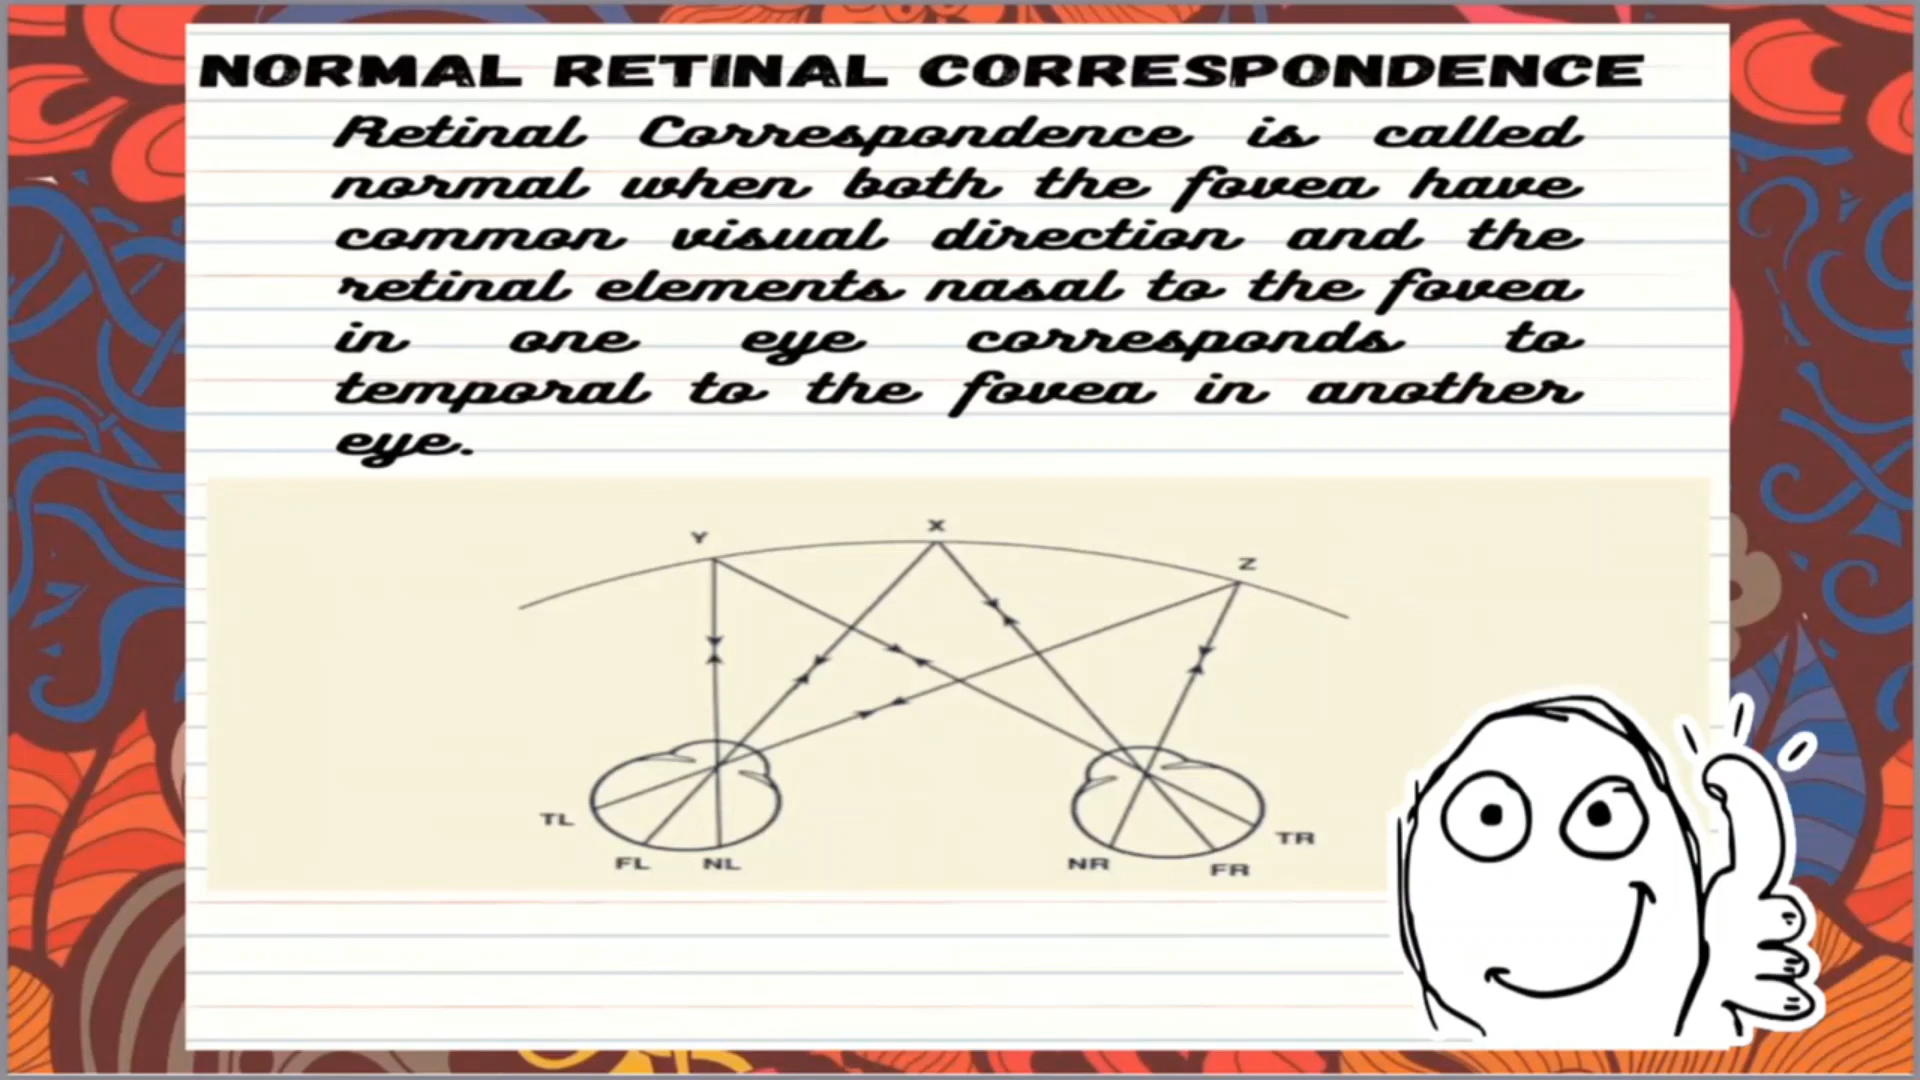 NORMAL RETINAL CORRESPONDENCE
Retinal Correspondence is called
normal when both the fovea have
common visual direction and the
retinal elements nasal to the fovea
in one eye corresponds to
temporal to the fovea in another
eye.
X
Y
Z
TL
TR
FL NL
NR FR